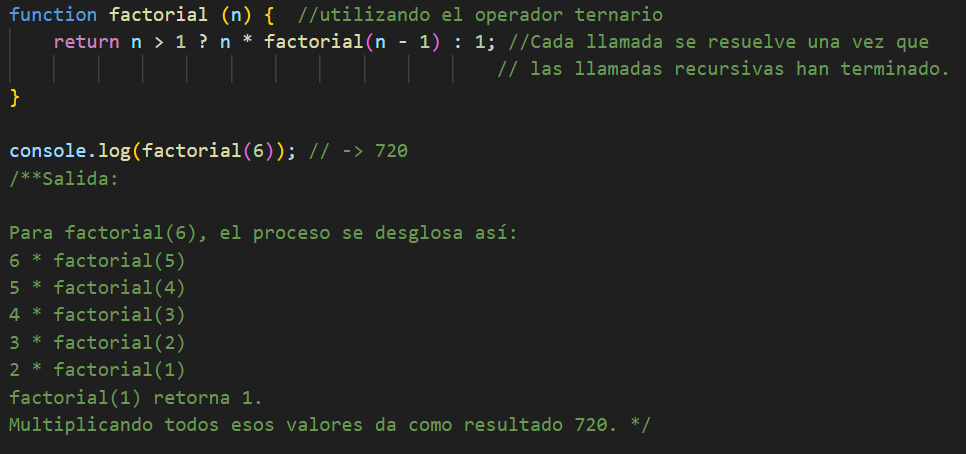 function factorial (n) {  //utilizando el operador ternario
    return n > 1 ? n * factorial(n - 1) : 1; //Cada llamada se resuelve una vez que
                                            // las llamadas recursivas han terminado.
}

console.log(factorial(6)); // -> 720
/**Salida:

Para factorial(6), el proceso se desglosa así:
6 * factorial(5)
5 * factorial(4)
4 * factorial(3)
3 * factorial(2)
2 * factorial(1)
factorial(1) retorna 1.
Multiplicando todos esos valores da como resultado 720. */